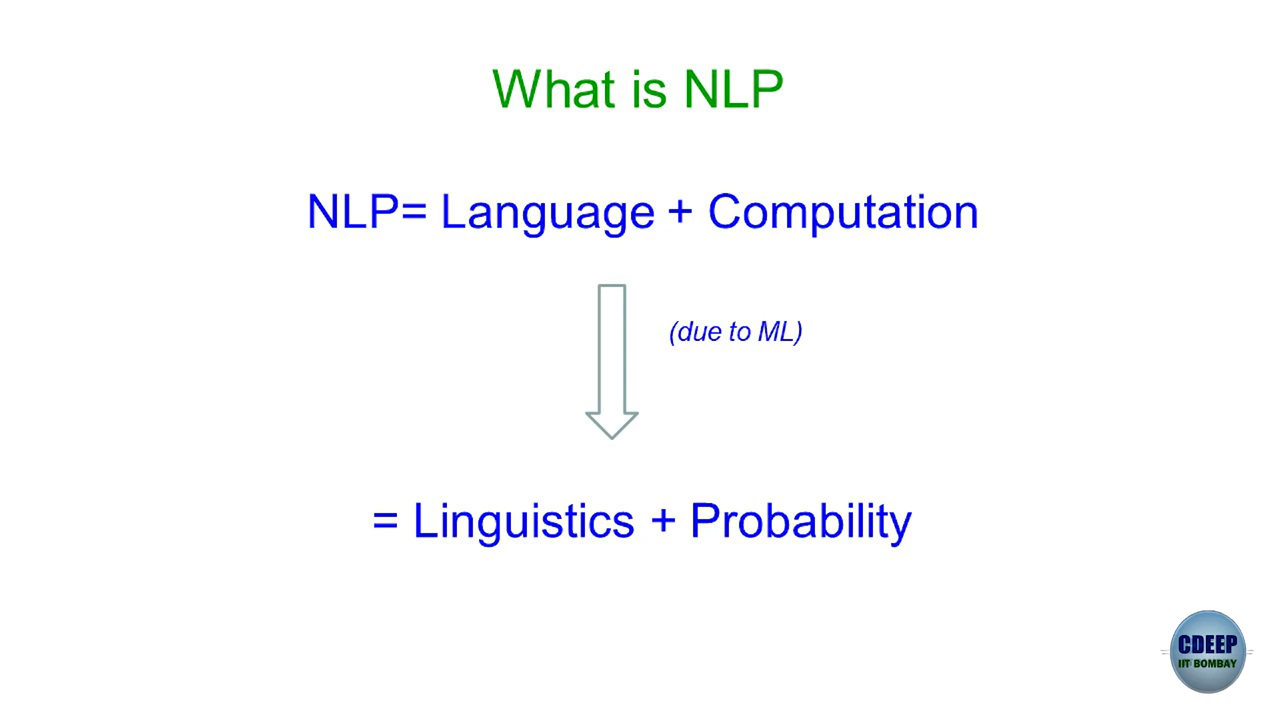 What is NLP
NLP= Language + Computation
(due to ML)
= Linguistics + Probability
CDEEP
IIT BOMBAY